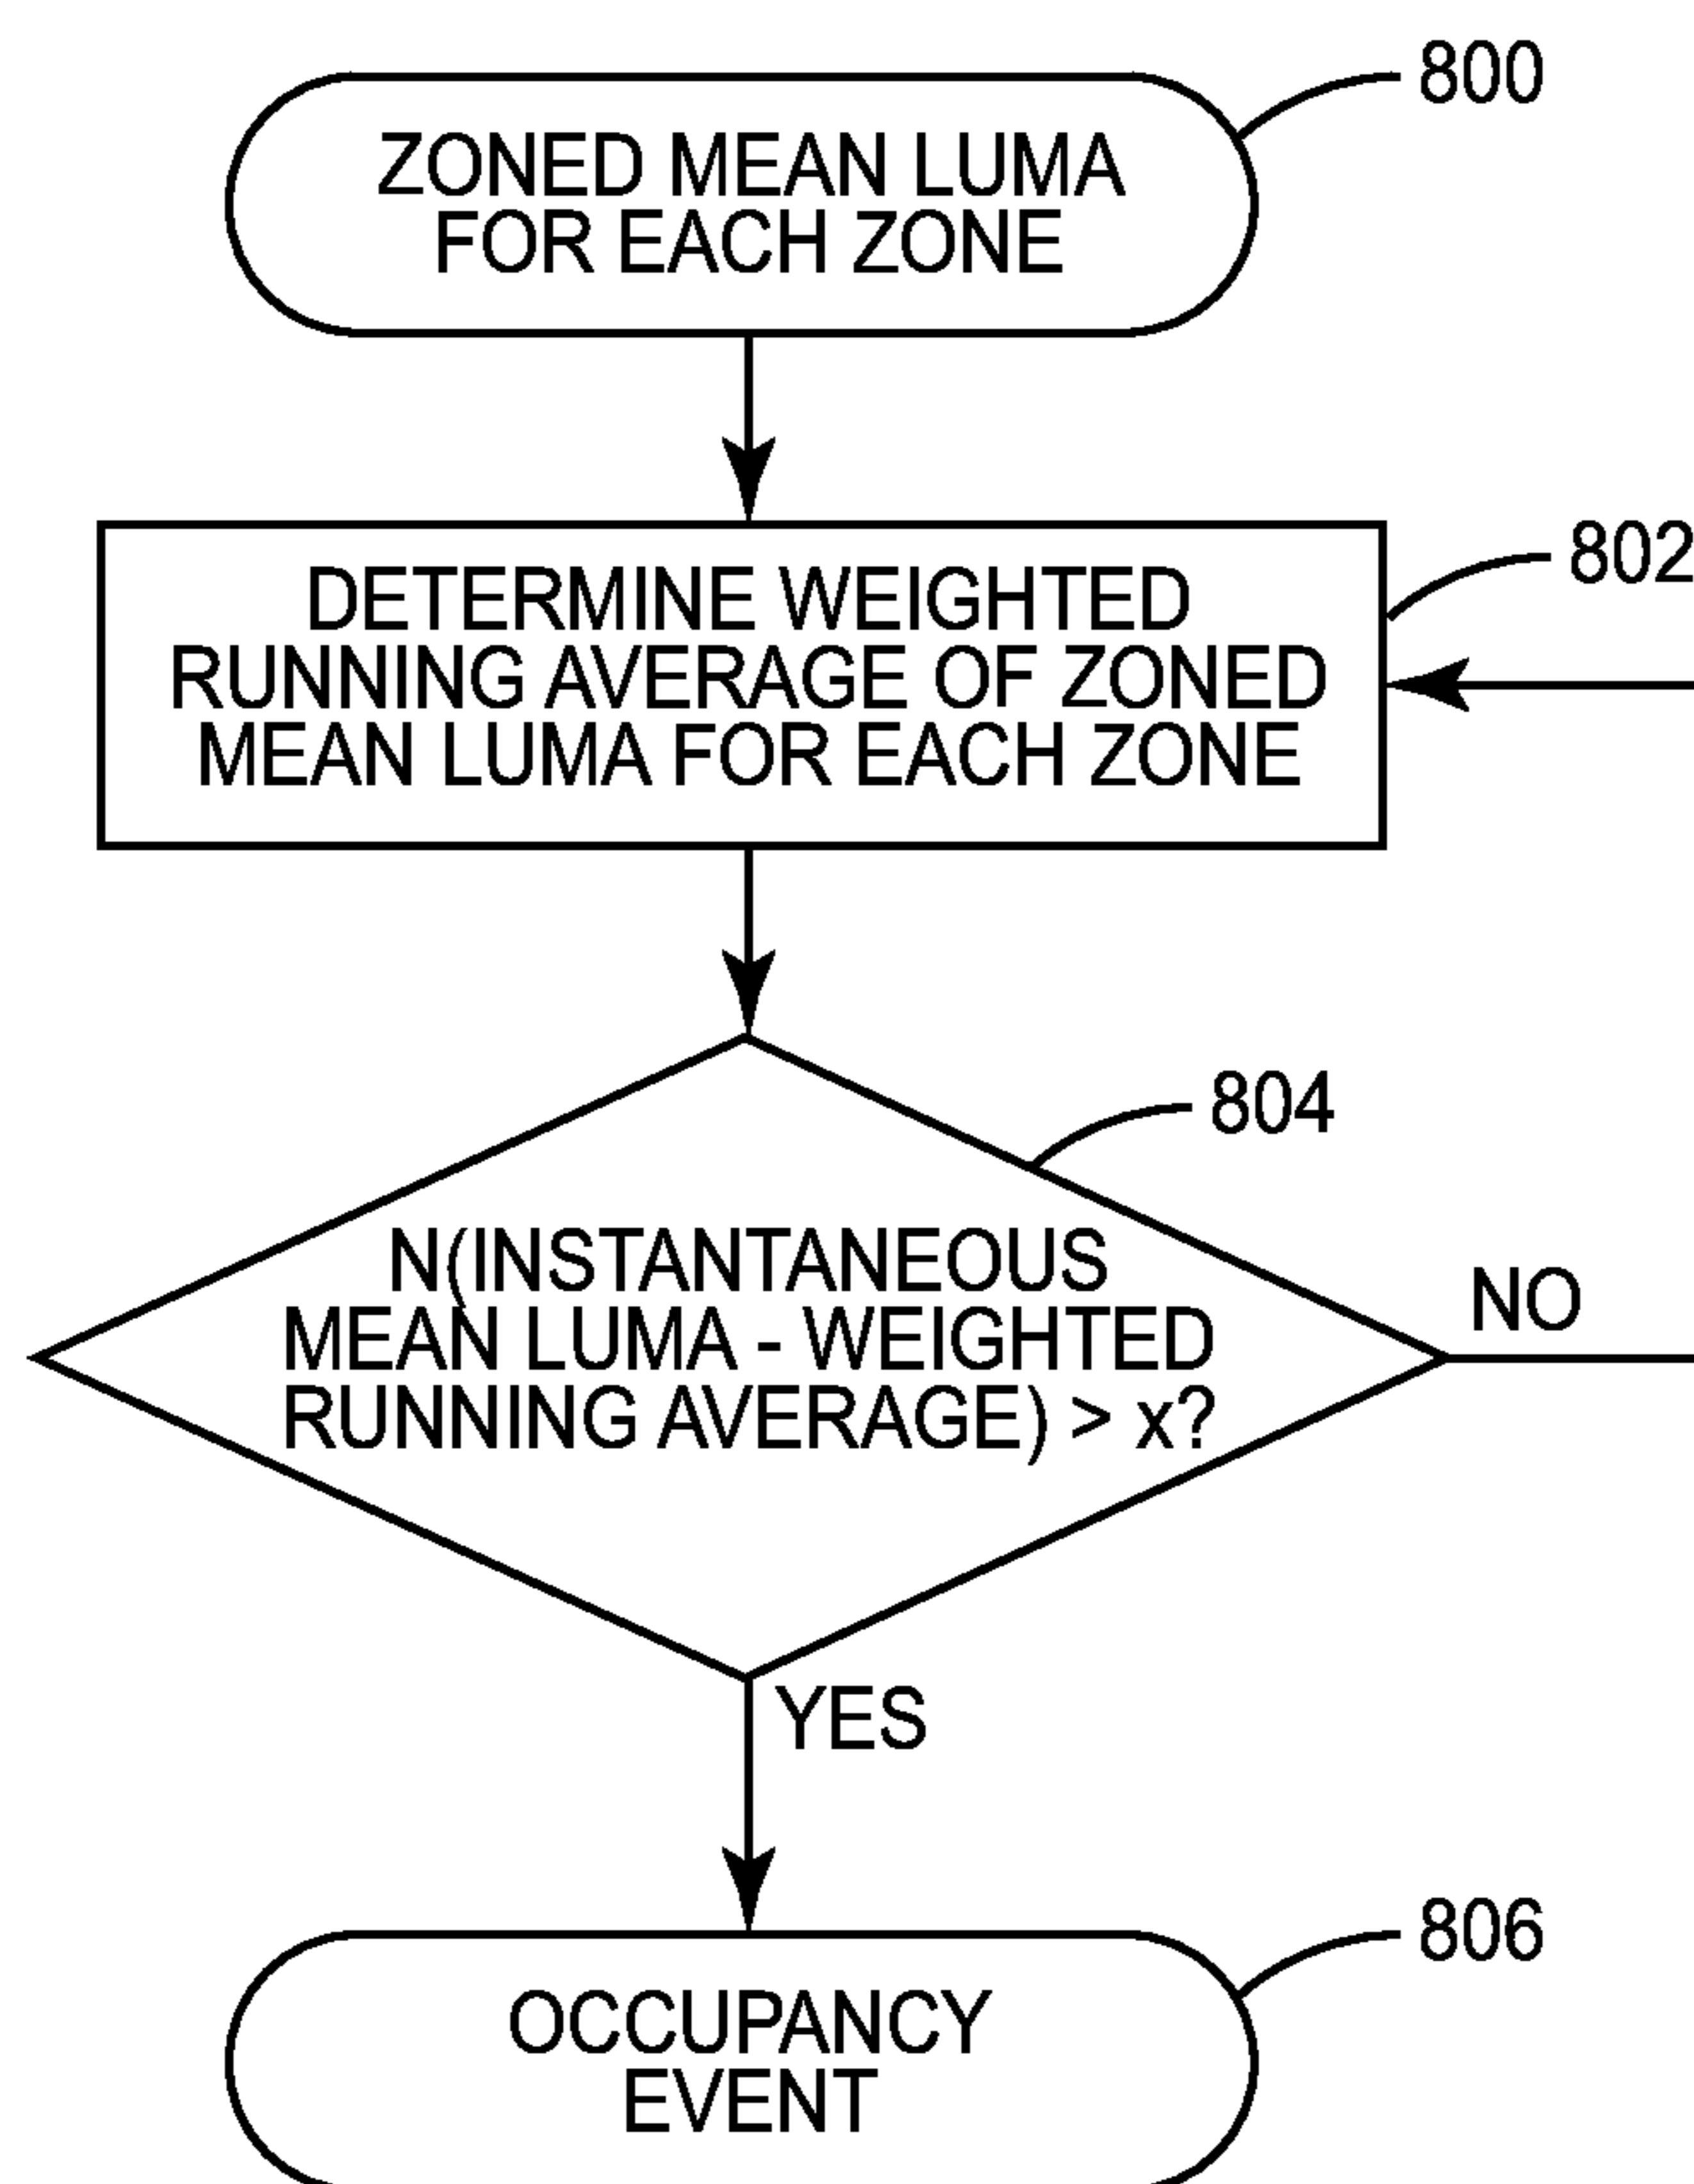 800
ZONED MEAN LUMA
FOR EACH ZONE
802
DETERMINE WEIGHTED
RUNNING AVERAGE OF ZONED
MEAN LUMA FOR EACH ZONE
804
N(INSTANTANEOUS
MEAN LUMA - WEIGHTED
RUNNING AVERAGE) > x?
NO
YES
806
OCCUPANCY
EVENT